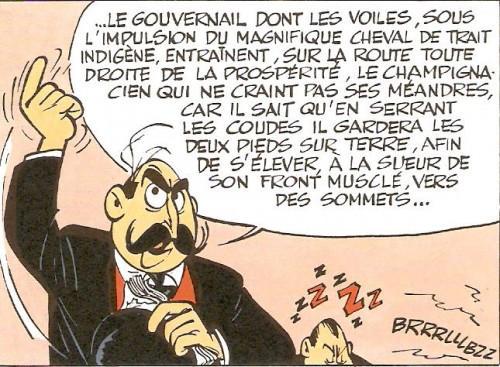 ...LE GOUVERNAIL DONT LES VOILES, SOUS
L'IMPULSION DU MAGNIFIQUE CHEVAL DE TRAIT
INDIGÈNE, ENTRAÎNENT, SUR LA ROUTE TOUTE
DROITE DE LA PROSPÉRITÉ, LE CHAMPIGNA-
CIEN QUI NE CRAINT PAS SES MÉANDRES,
CAR IL SAIT QU'EN SERRANT
LES COUDES IL GARDERA LES
DEUX PIEDS SUR TERRE, AFIN
DE S'ÉLEVER, À LA SUEUR DE
SON FRONT MUSCLÉ, VERS
DES SOMMETS...
Z Z Z Z Z Z Z
BRRRLLLBZZ